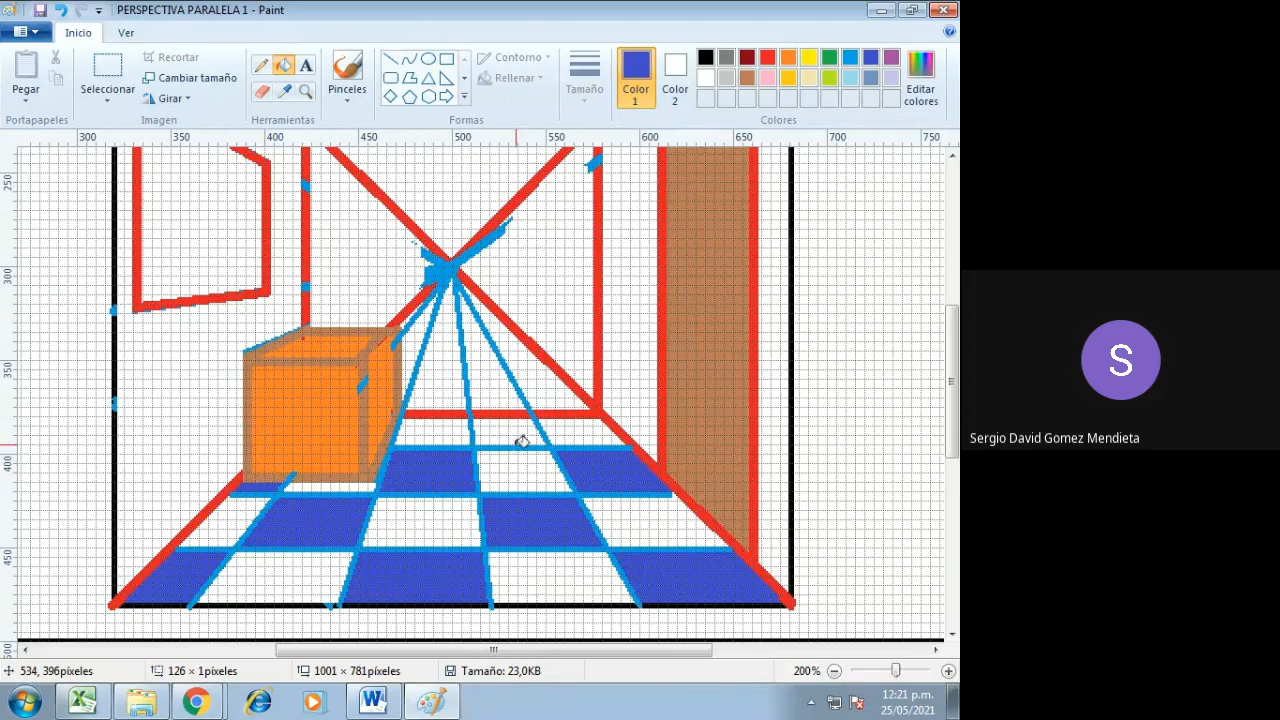 PERSPECTIVA PARALELA 1 - Paint
Inicio Ver
Pegar
Seleccionar
Recortar
Cambiar tamaño
Girar
Pinceles
Contorno
Rellenar
Tamaño
Color 1
Color 2
Editar colores
Portapapeles Imagen Herramientas Formas Colores
300 350 400 450 500 550 600 650 700 750
250
300
350
400
450
500
Sergio David Gomez Mendieta
S
534, 396píxeles 126 × 1píxeles 1001 × 781píxeles Tamaño: 23,0KB 200%
12:21 p.m.
25/05/2021